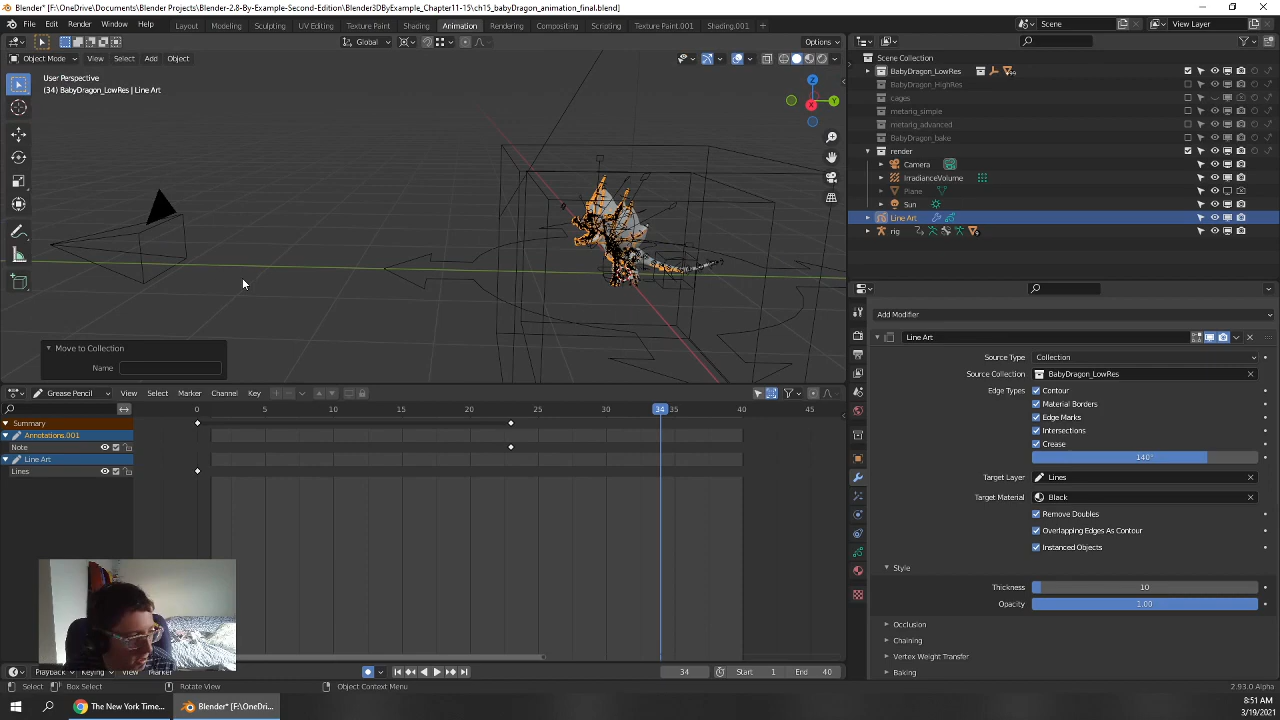 Blender* [F:\OneDrive\Documents\Blender Projects\Blender-2.8-By-Example-Second-Edition\Blender3DByExample_Chapter11-15\ch15_babyDragon_animation_final.blend]
File Edit Render Window Help Layout Modeling Sculpting UV Editing Texture Paint Shading Animation Rendering Compositing Scripting Texture Paint.001 Shading.001 + Scene View Layer
Global Options
Object Mode View Select Add Object
User Perspective
(34) BabyDragon_LowRes | Line Art
Z
Y
X
Move to Collection
Name
Scene Collection
BabyDragon_LowRes
BabyDragon_HighRes
cages
metarig_simple
metarig_advanced
BabyDragon_bake
render
Camera
IrradianceVolume
Plane
Sun
Line Art
rig
Add Modifier
Line Art
Source Type Collection
Source Collection BabyDragon_LowRes
Edge Types Contour
Material Borders
Edge Marks
Intersections
Crease
140°
Target Layer Lines
Target Material Black
Remove Doubles
Overlapping Edges As Contour
Instanced Objects
Style
Thickness 10
Opacity 1.00
Occlusion
Chaining
Vertex Weight Transfer
Baking
Grease Pencil View Select Marker Channel Key
0 5 10 15 20 25 30 34 35 40 45
Summary
Annotations.001
Note
Line Art
Lines
Playback Keying View Marker 34 Start 1 End 40
Select Box Select Rotate View Object Context Menu 2.93.0 Alpha
The New York Time... Blender* [F:\OneDri...
8:51 AM
3/19/2021